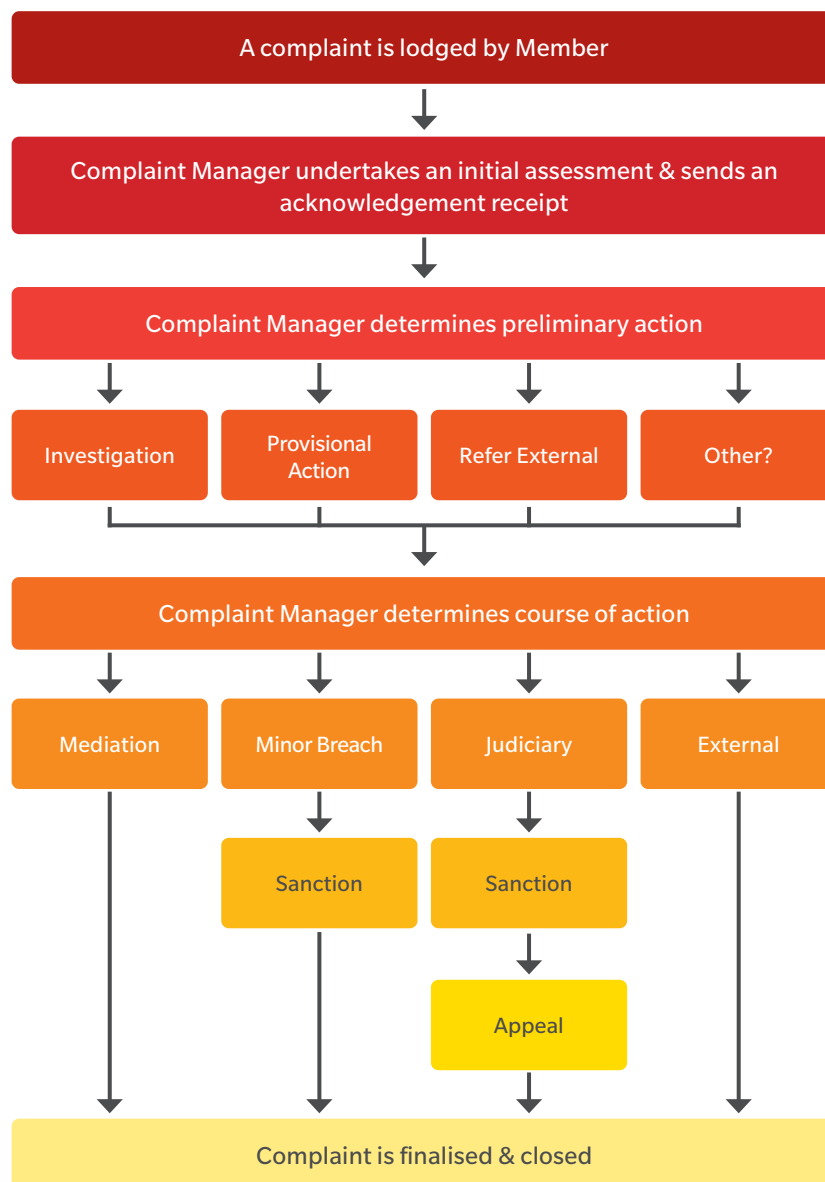 A complaint is lodged by Member
Complaint Manager undertakes an initial assessment & sends an
acknowledgement receipt
Complaint Manager determines preliminary action
Investigation
Provisional
Action
Refer External
Other?
Complaint Manager determines course of action
Mediation
Minor Breach
Judiciary
External
Sanction
Sanction
Appeal
Complaint is finalised & closed